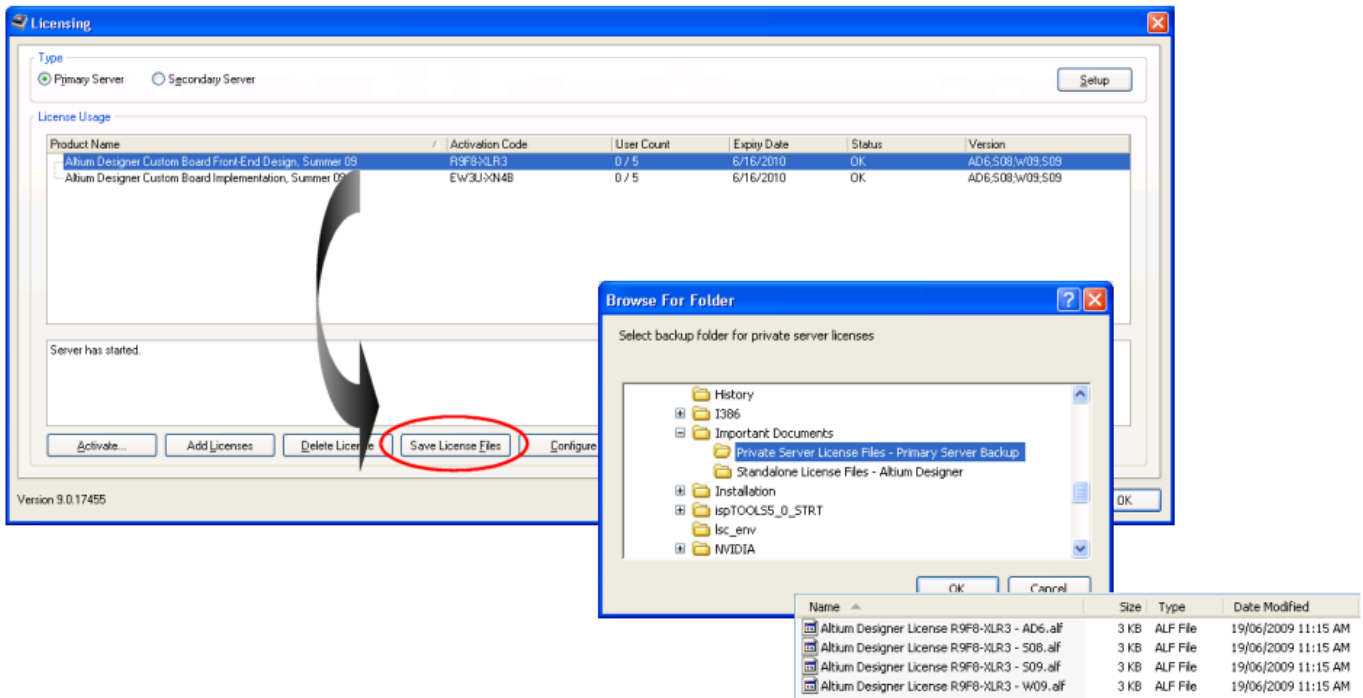 Licensing
Type
Primary Server Secondary Server Setup
License Usage
Product Name Activation Code User Count Expiry Date Status Version
Altium Designer Custom Board Front-End Design, Summer 09 R9F8-XLR3 0 / 5 6/16/2010 OK AD6;S08;W09;S09
Altium Designer Custom Board Implementation, Summer 09 EW3U-XN4B 0 / 5 6/16/2010 OK AD6;S08;W09;S09
Server has started.
Activate... Add Licenses Delete License Save License Files Configure
Version 9.0.17455 OK
Browse For Folder
Select backup folder for private server licenses
History
I386
Important Documents
Private Server License Files - Primary Server Backup
Standalone License Files - Altium Designer
Installation
ispTOOLS5_0_STRT
lsc_env
NVIDIA
OK Cancel
Name Size Type Date Modified
Altium Designer License R9F8-XLR3 - AD6.alf 3 KB ALF File 19/06/2009 11:15 AM
Altium Designer License R9F8-XLR3 - S08.alf 3 KB ALF File 19/06/2009 11:15 AM
Altium Designer License R9F8-XLR3 - S09.alf 3 KB ALF File 19/06/2009 11:15 AM
Altium Designer License R9F8-XLR3 - W09.alf 3 KB ALF File 19/06/2009 11:15 AM